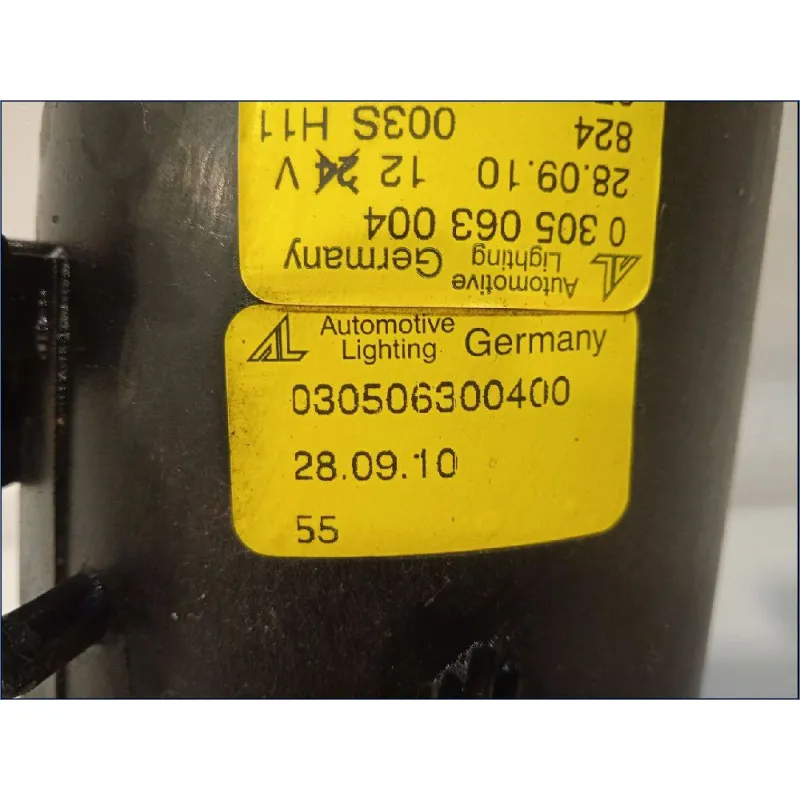 Automotive
Lighting Germany
0 305 063 004
28.09.10 12 24 V
824 003S H11
Automotive
Lighting Germany
030506300400
28.09.10
55